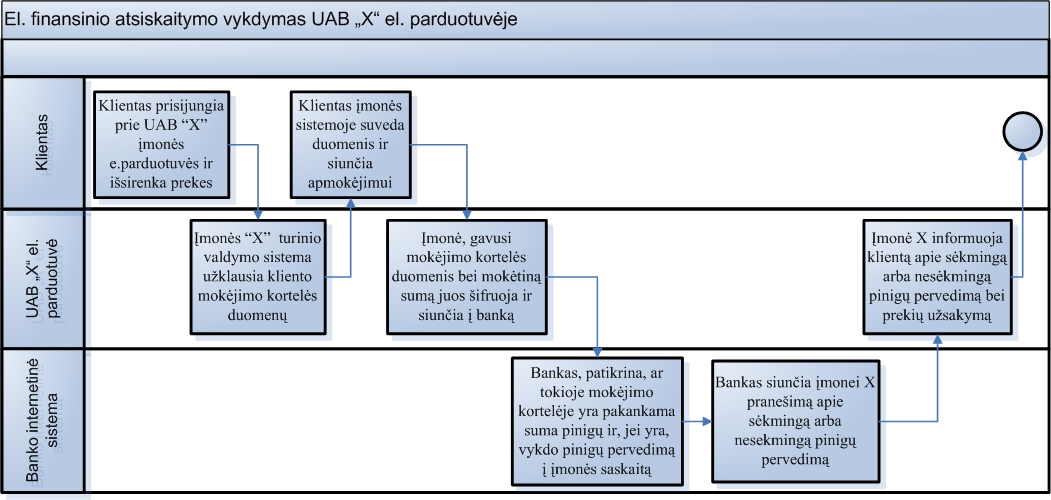 El. finansinio atsiskaitymo vykdymas UAB „X“ el. parduotuvėje
Klientas
Klientas prisijungia
prie UAB “X”
įmonės
e.parduotuvės ir
išsirenka prekes
Klientas įmonės
sistemoje suveda
duomenis ir
siunčia
apmokėjimui
UAB „X“ el.
parduotuvė
Įmonės “X” turinio
valdymo sistema
užklausia kliento
mokėjimo kortelės
duomenų
Įmonė, gavusi
mokėjimo kortelės
duomenis bei mokėtiną
sumą juos šifruoja ir
siunčia į banką
Įmonė X informuoja
klientą apie sėkmingą
arba nesėkmingą
pinigų pervedimą bei
prekių užsakymą
Banko internetinė
sistema
Bankas, patikrina, ar
tokioje mokėjimo
kortelėje yra pakankama
suma pinigų ir, jei yra,
vykdo pinigų pervedimą
į įmonės saskaitą
Bankas siunčia įmonei X
pranešimą apie
sėkmingą arba
nesekmingą pinigų
pervedimą